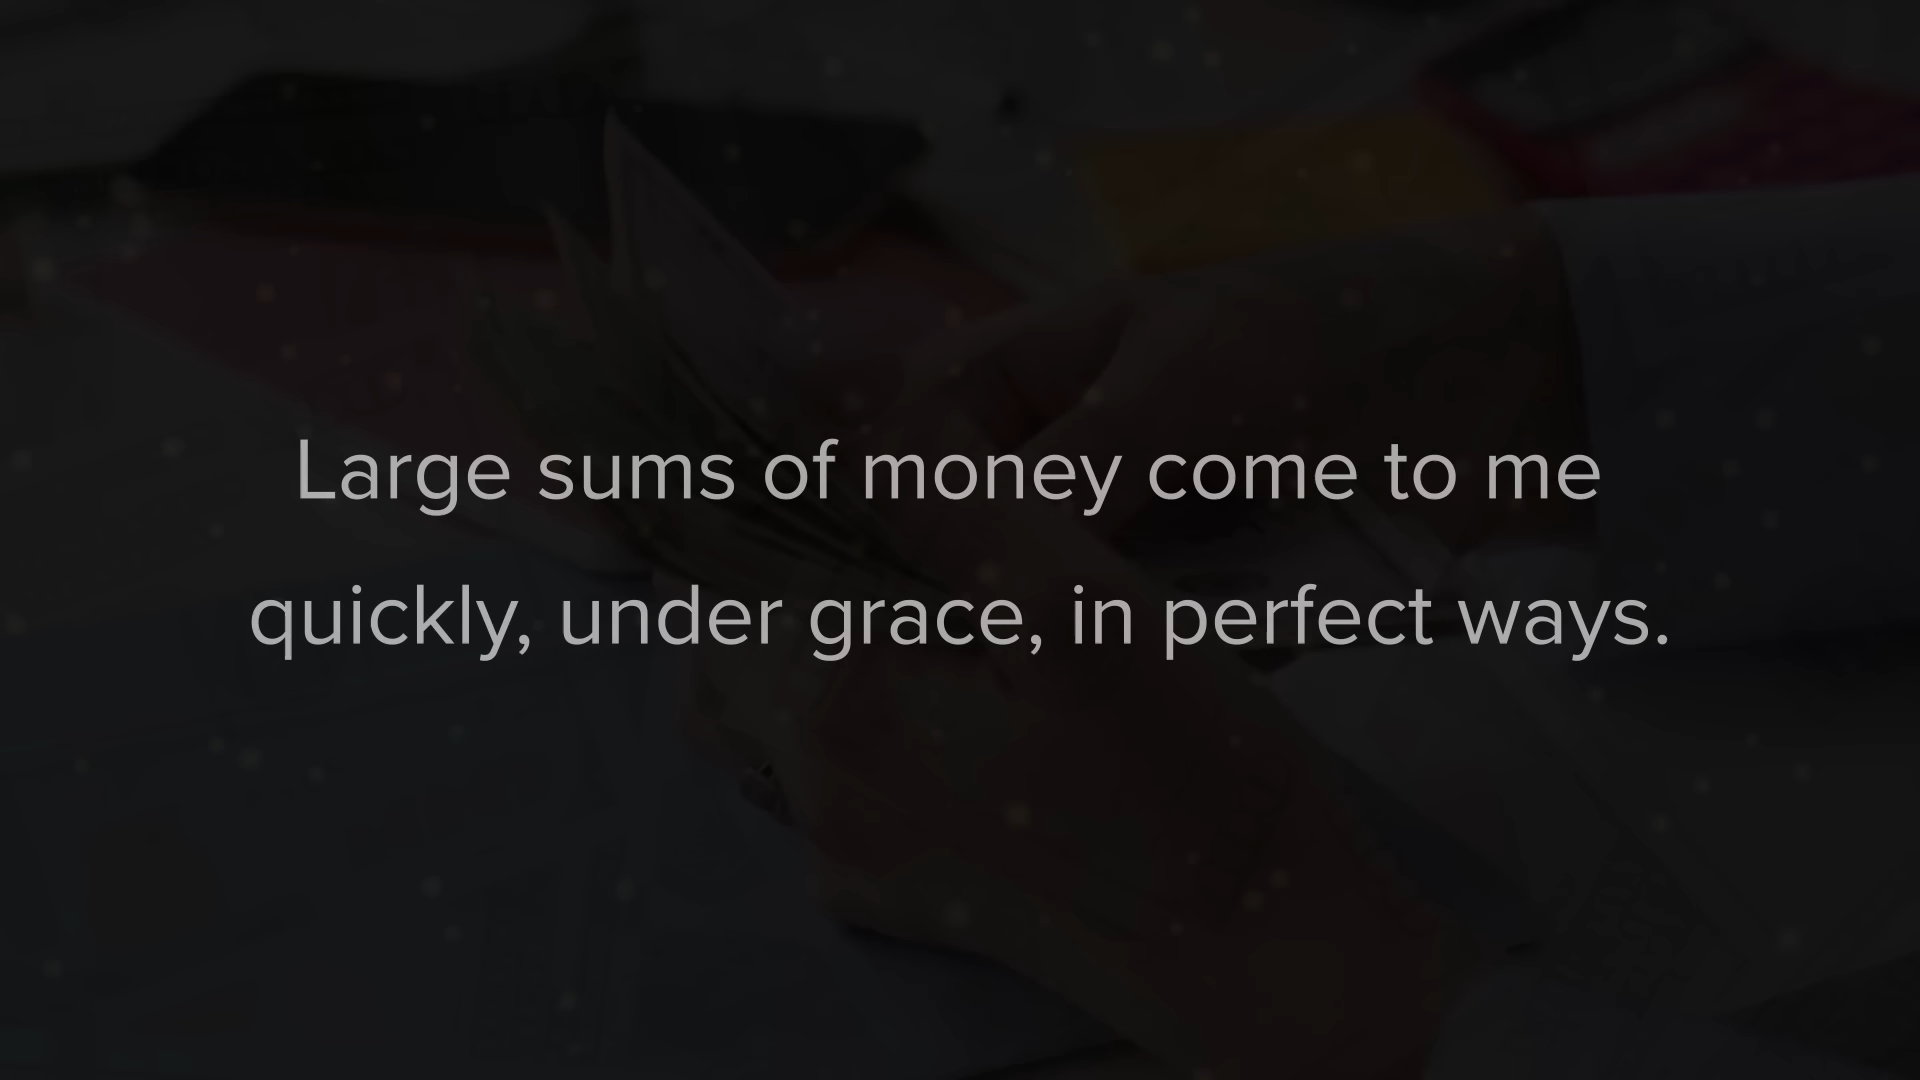 Large sums of money come to me
quickly, under grace, in perfect ways.